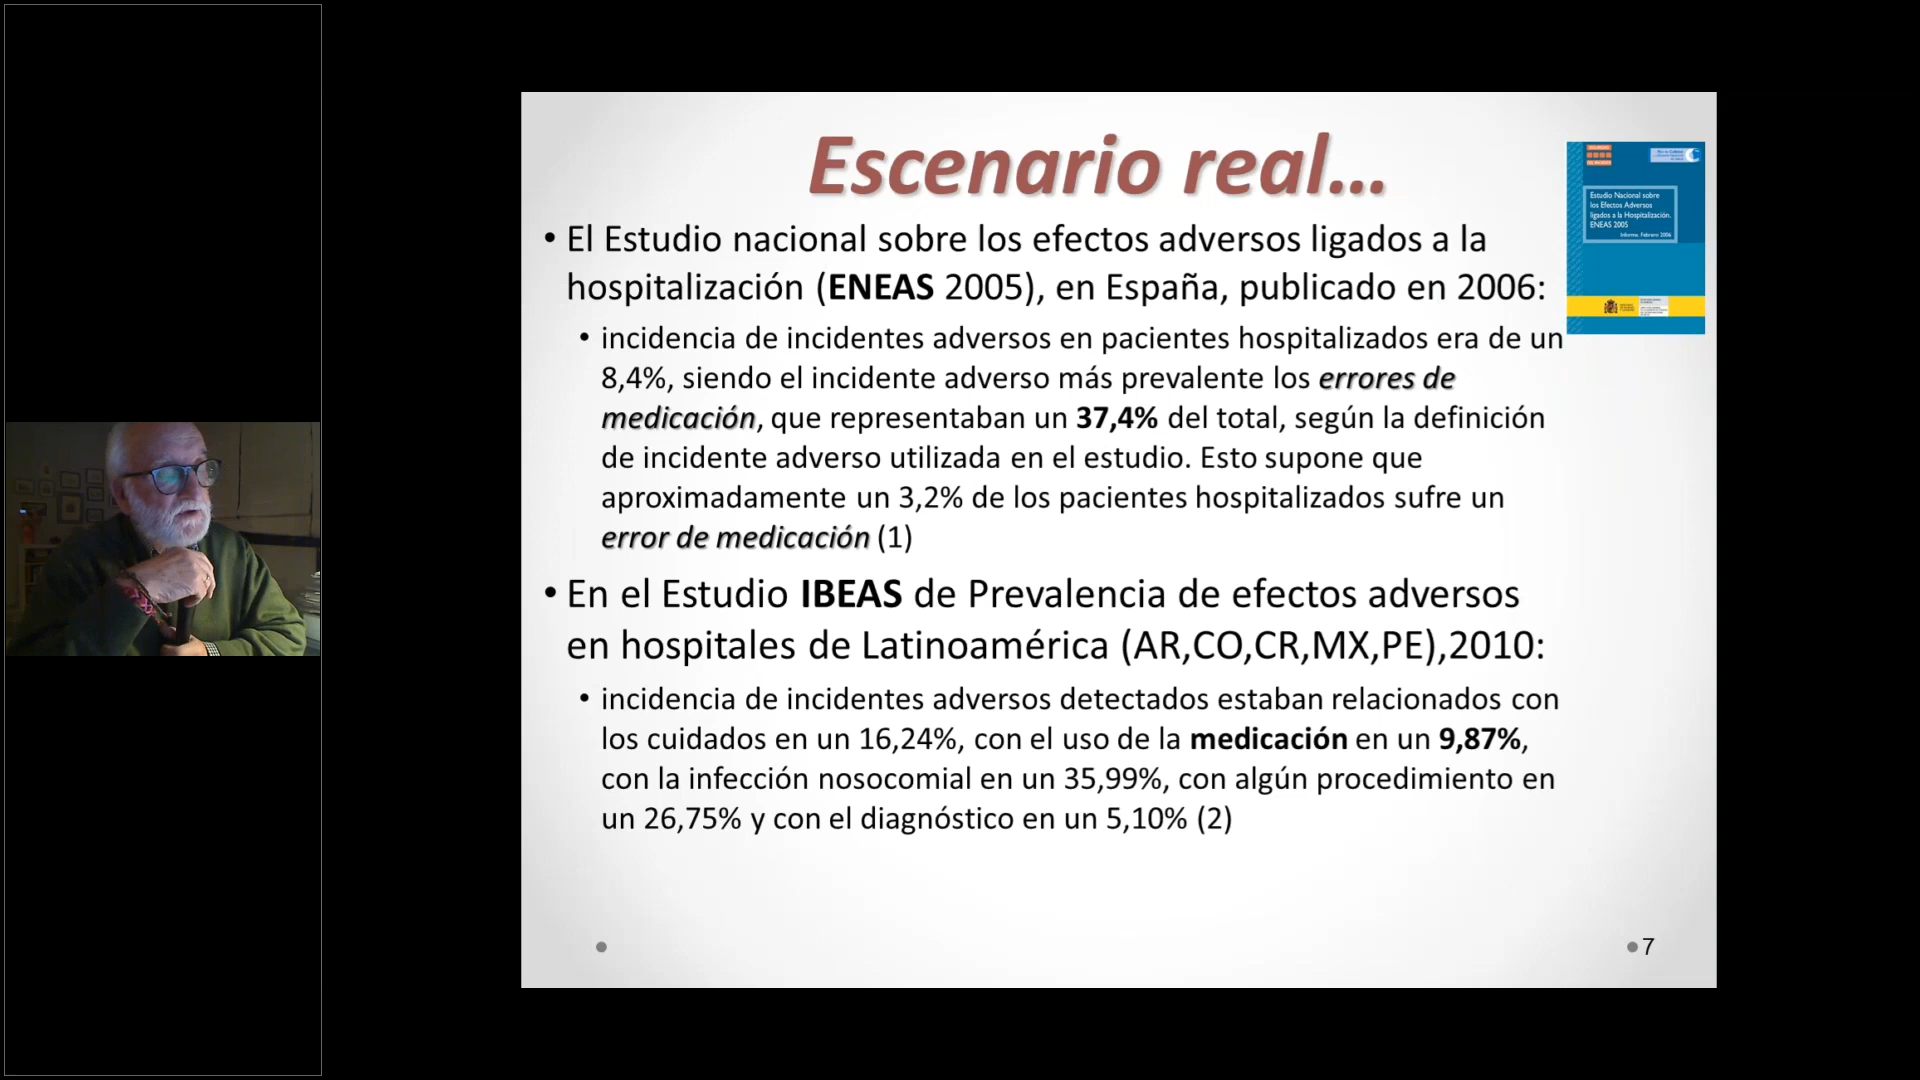 Escenario real...
• El Estudio nacional sobre los efectos adversos ligados a la
hospitalización (ENEAS 2005), en España, publicado en 2006:
• incidencia de incidentes adversos en pacientes hospitalizados era de un
8,4%, siendo el incidente adverso más prevalente los errores de
medicación, que representaban un 37,4% del total, según la definición
de incidente adverso utilizada en el estudio. Esto supone que
aproximadamente un 3,2% de los pacientes hospitalizados sufre un
error de medicación (1)
• En el Estudio IBEAS de Prevalencia de efectos adversos
en hospitales de Latinoamérica (AR,CO,CR,MX,PE),2010:
• incidencia de incidentes adversos detectados estaban relacionados con
los cuidados en un 16,24%, con el uso de la medicación en un 9,87%,
con la infección nosocomial en un 35,99%, con algún procedimiento en
un 26,75% y con el diagnóstico en un 5,10% (2)
Estudio Nacional sobre
los Efectos Adversos
ligados a la Hospitalización.
ENEAS 2005
Informe. Febrero 2006
7